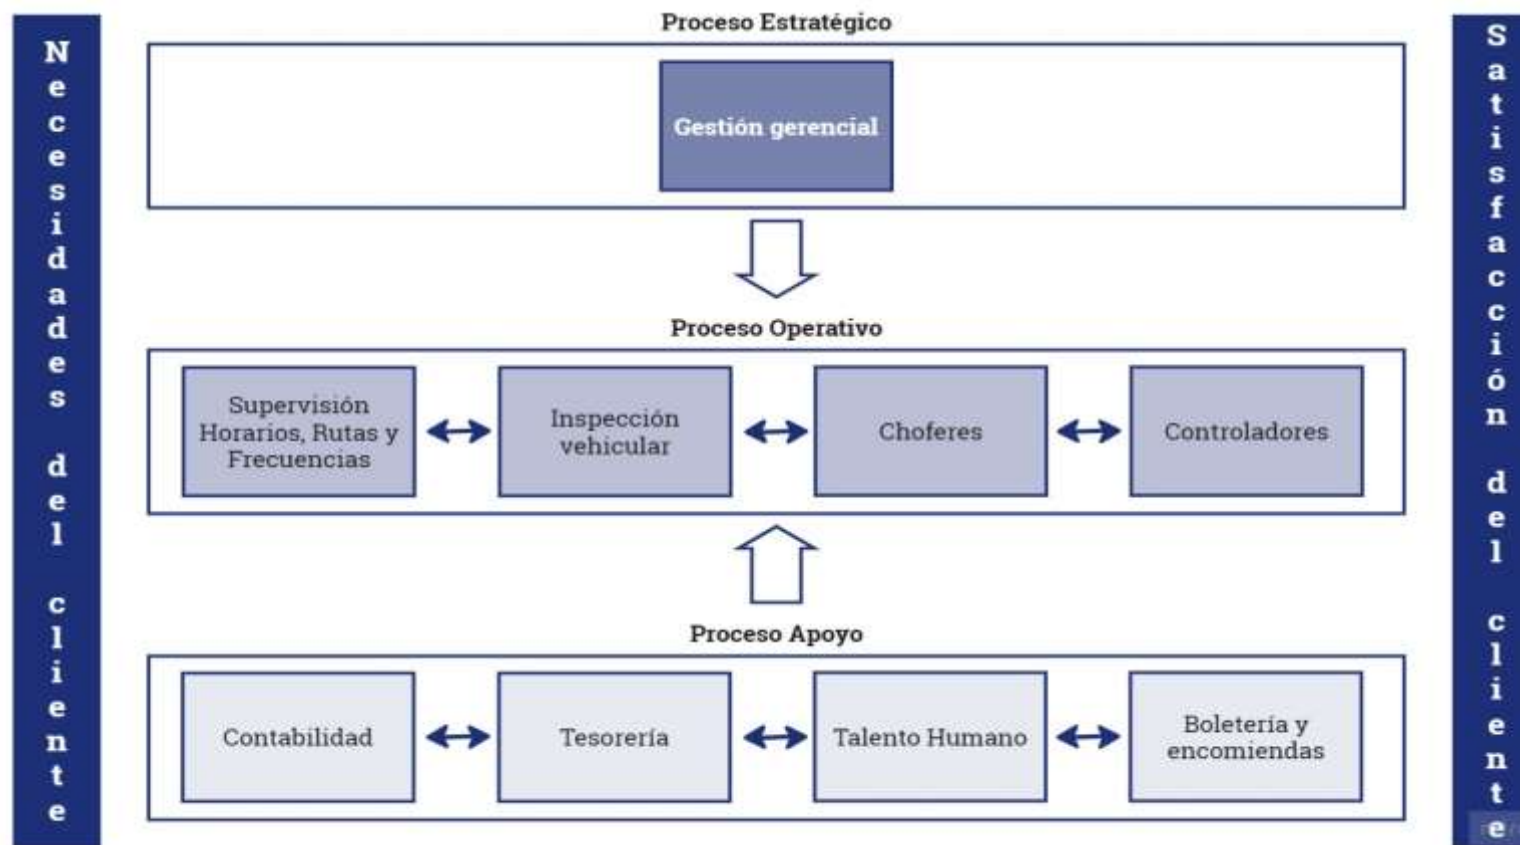 Proceso Estratégico
Necesidades del cliente
Satisfacción del cliente
Gestión gerencial
Proceso Operativo
Supervisión
Horarios, Rutas y
Frecuencias
Inspección
vehicular
Choferes
Controladores
Proceso Apoyo
Contabilidad
Tesorería
Talento Humano
Boletería y
encomiendas